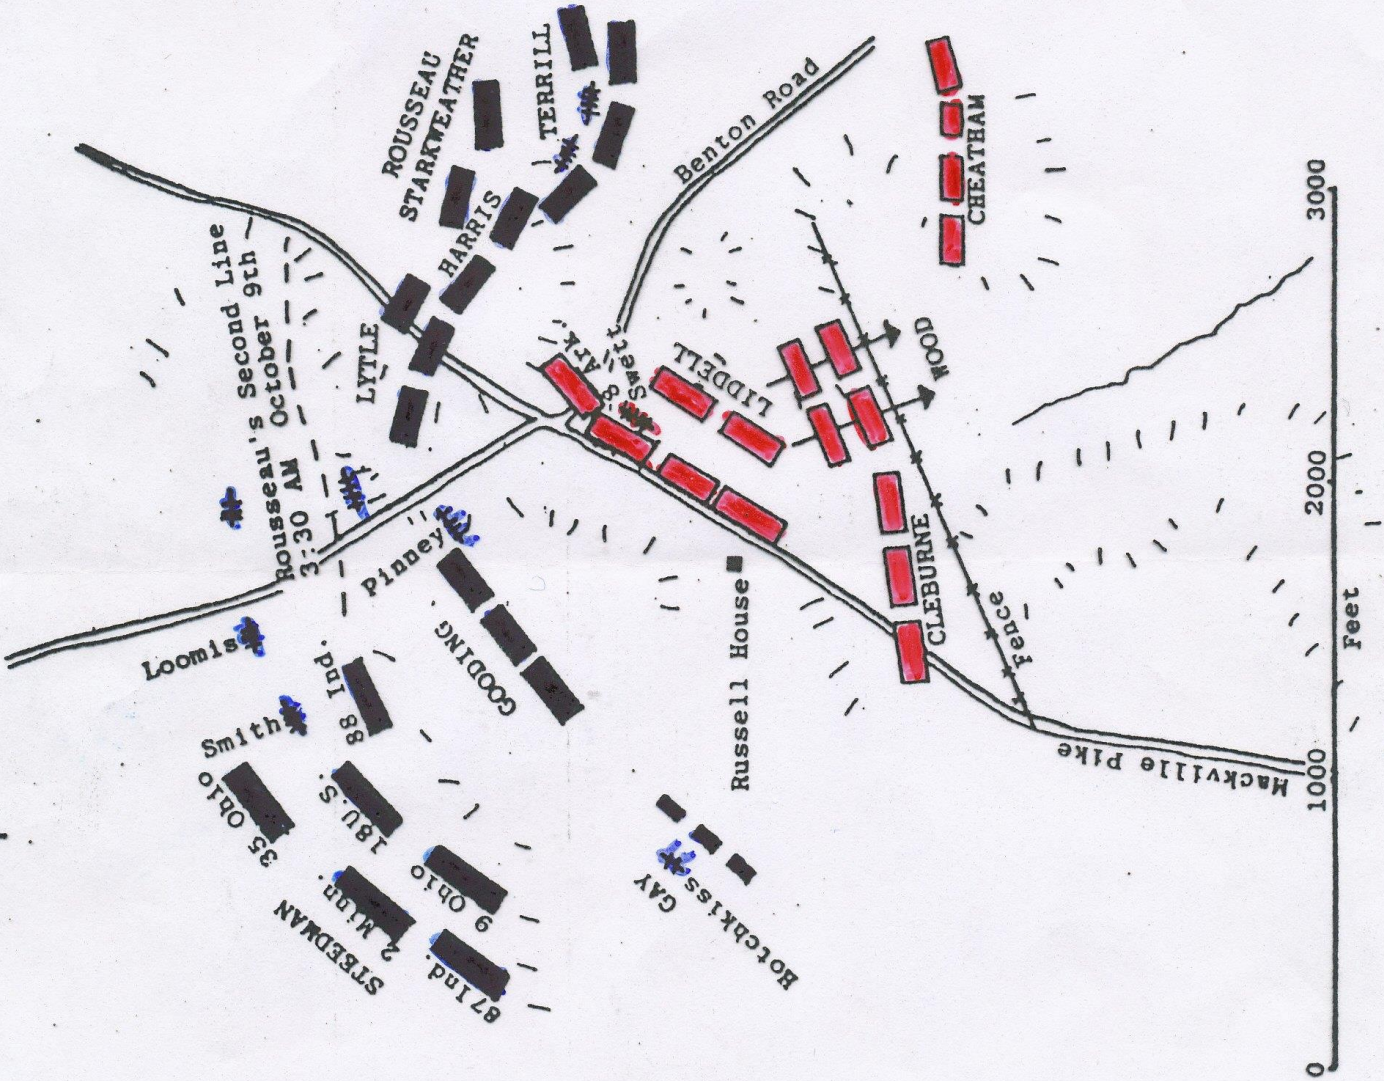 ROUSSEAU
STARKWEATHER
TERRILL
HARRIS
LYTLE
Benton Road
CHEATHAM
Rousseau's Second Line
3:30 AM October 9th
8 Ark.
Swett
LIDDELL
WOOD
CLEBURNE
Fence
Mackville Pike
Russell House
Pinney
GOODING
Loomis
Smith
88 Ind.
35 Ohio
18 U.S.
2 Minn.
9 Ohio
87 Ind.
STEEDMAN
GAY
Hotchkiss
0
1000
2000
3000
Feet